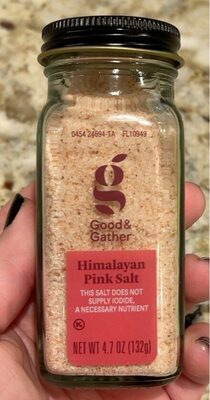 0454 24694-1A FL10949
g
Good&
Gather
Himalayan
Pink Salt
THIS SALT DOES NOT
SUPPLY IODIDE,
A NECESSARY NUTRIENT
K
NET WT 4.7 OZ (132g)